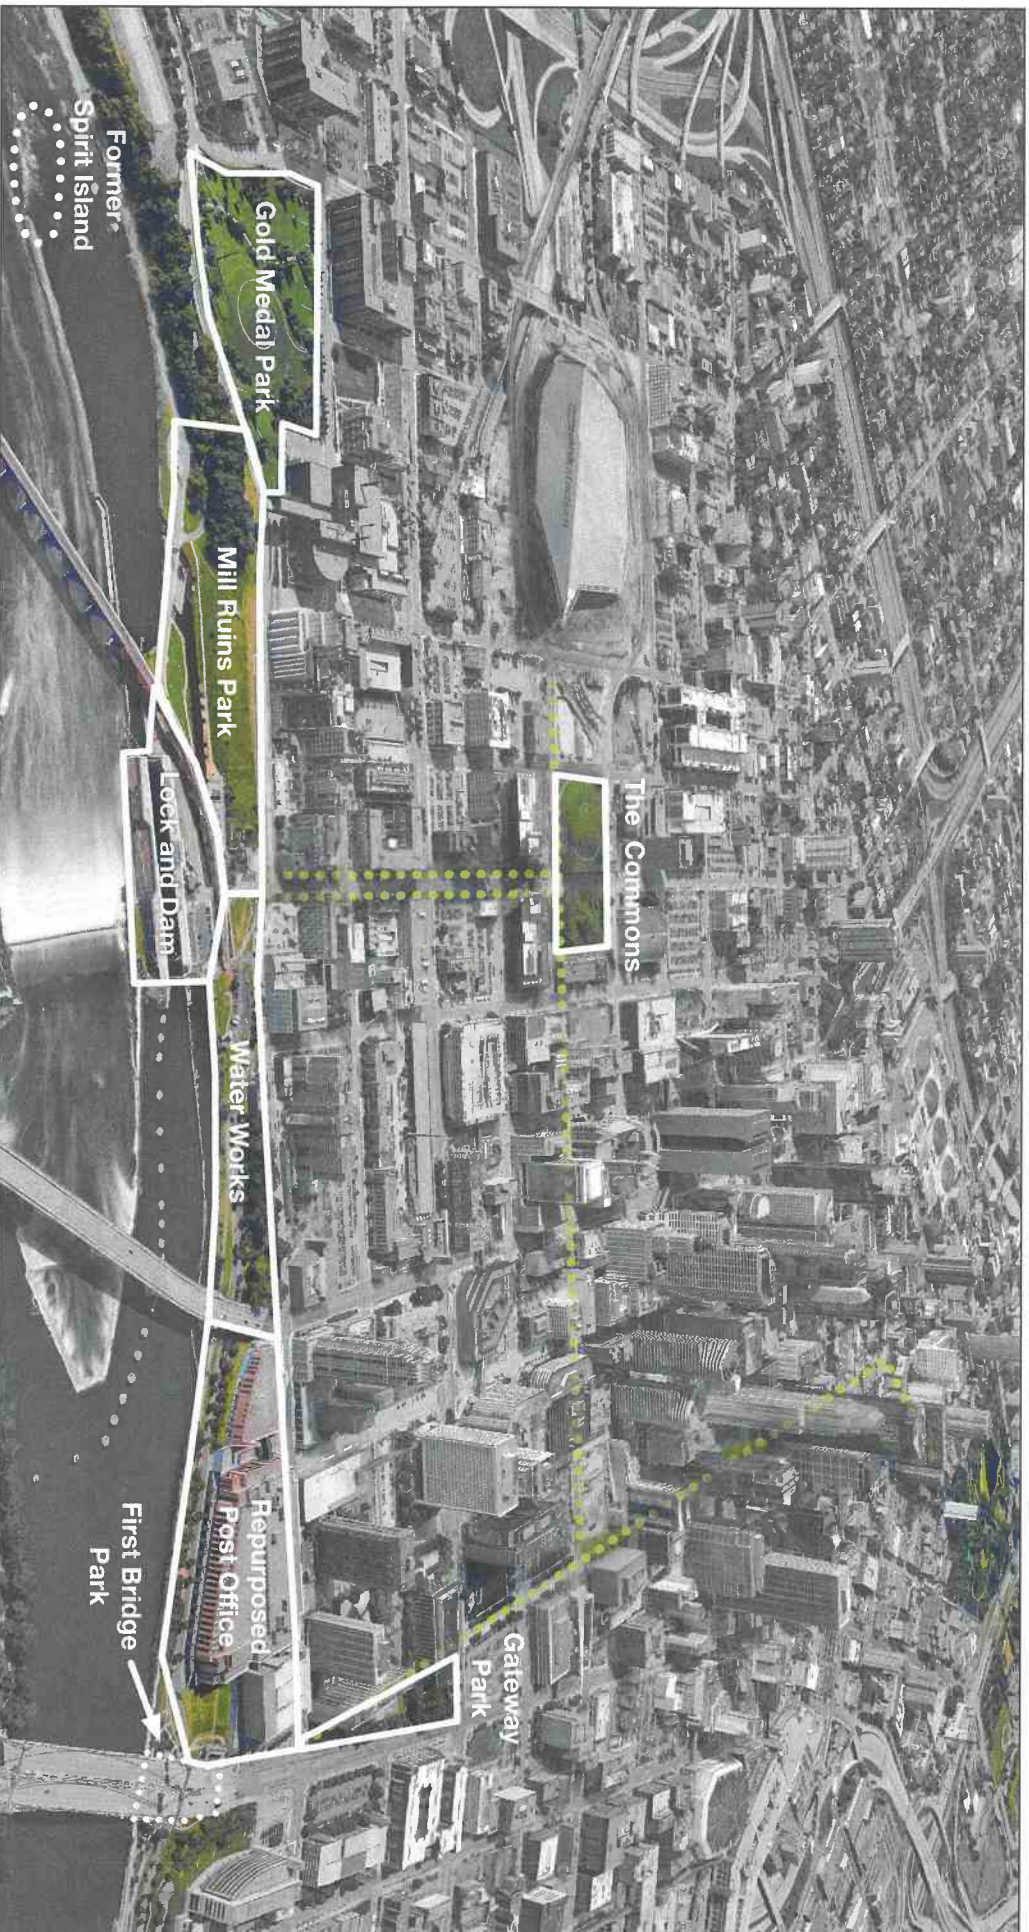 Former
Spirit Island
Gold Medal Park
Mill Ruins Park
Lock and Dam
The Commons
Water Works
Repurposed
Post Office
First Bridge
Park
Gateway
Park